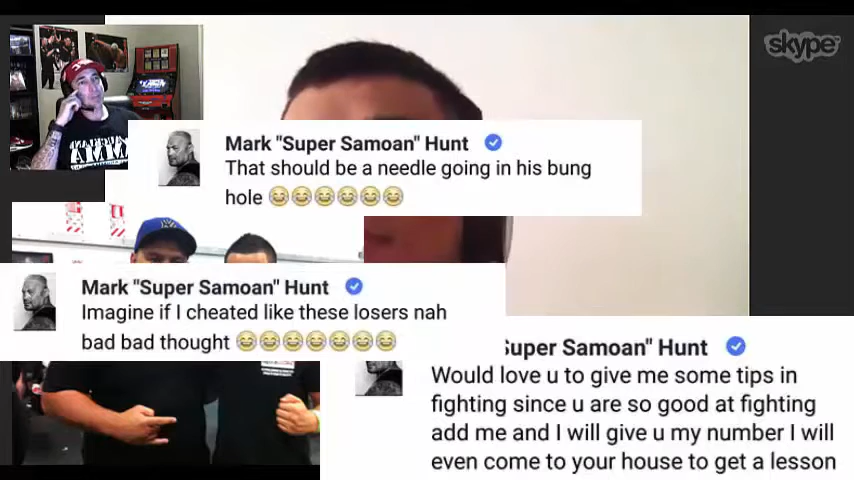 skype
Mark "Super Samoan" Hunt
That should be a needle going in his bung
hole 😂😂😂😂😂😂
Mark "Super Samoan" Hunt
Imagine if I cheated like these losers nah
bad bad thought 😂😂😂😂😂😂😂
Super Samoan" Hunt
Would love u to give me some tips in
fighting since u are so good at fighting
add me and I will give u my number I will
even come to your house to get a lesson